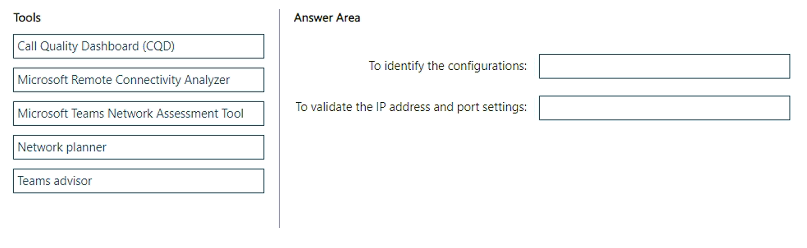 Tools
Call Quality Dashboard (CQD)
Microsoft Remote Connectivity Analyzer
Microsoft Teams Network Assessment Tool
Network planner
Teams advisor
Answer Area
To identify the configurations:
To validate the IP address and port settings: